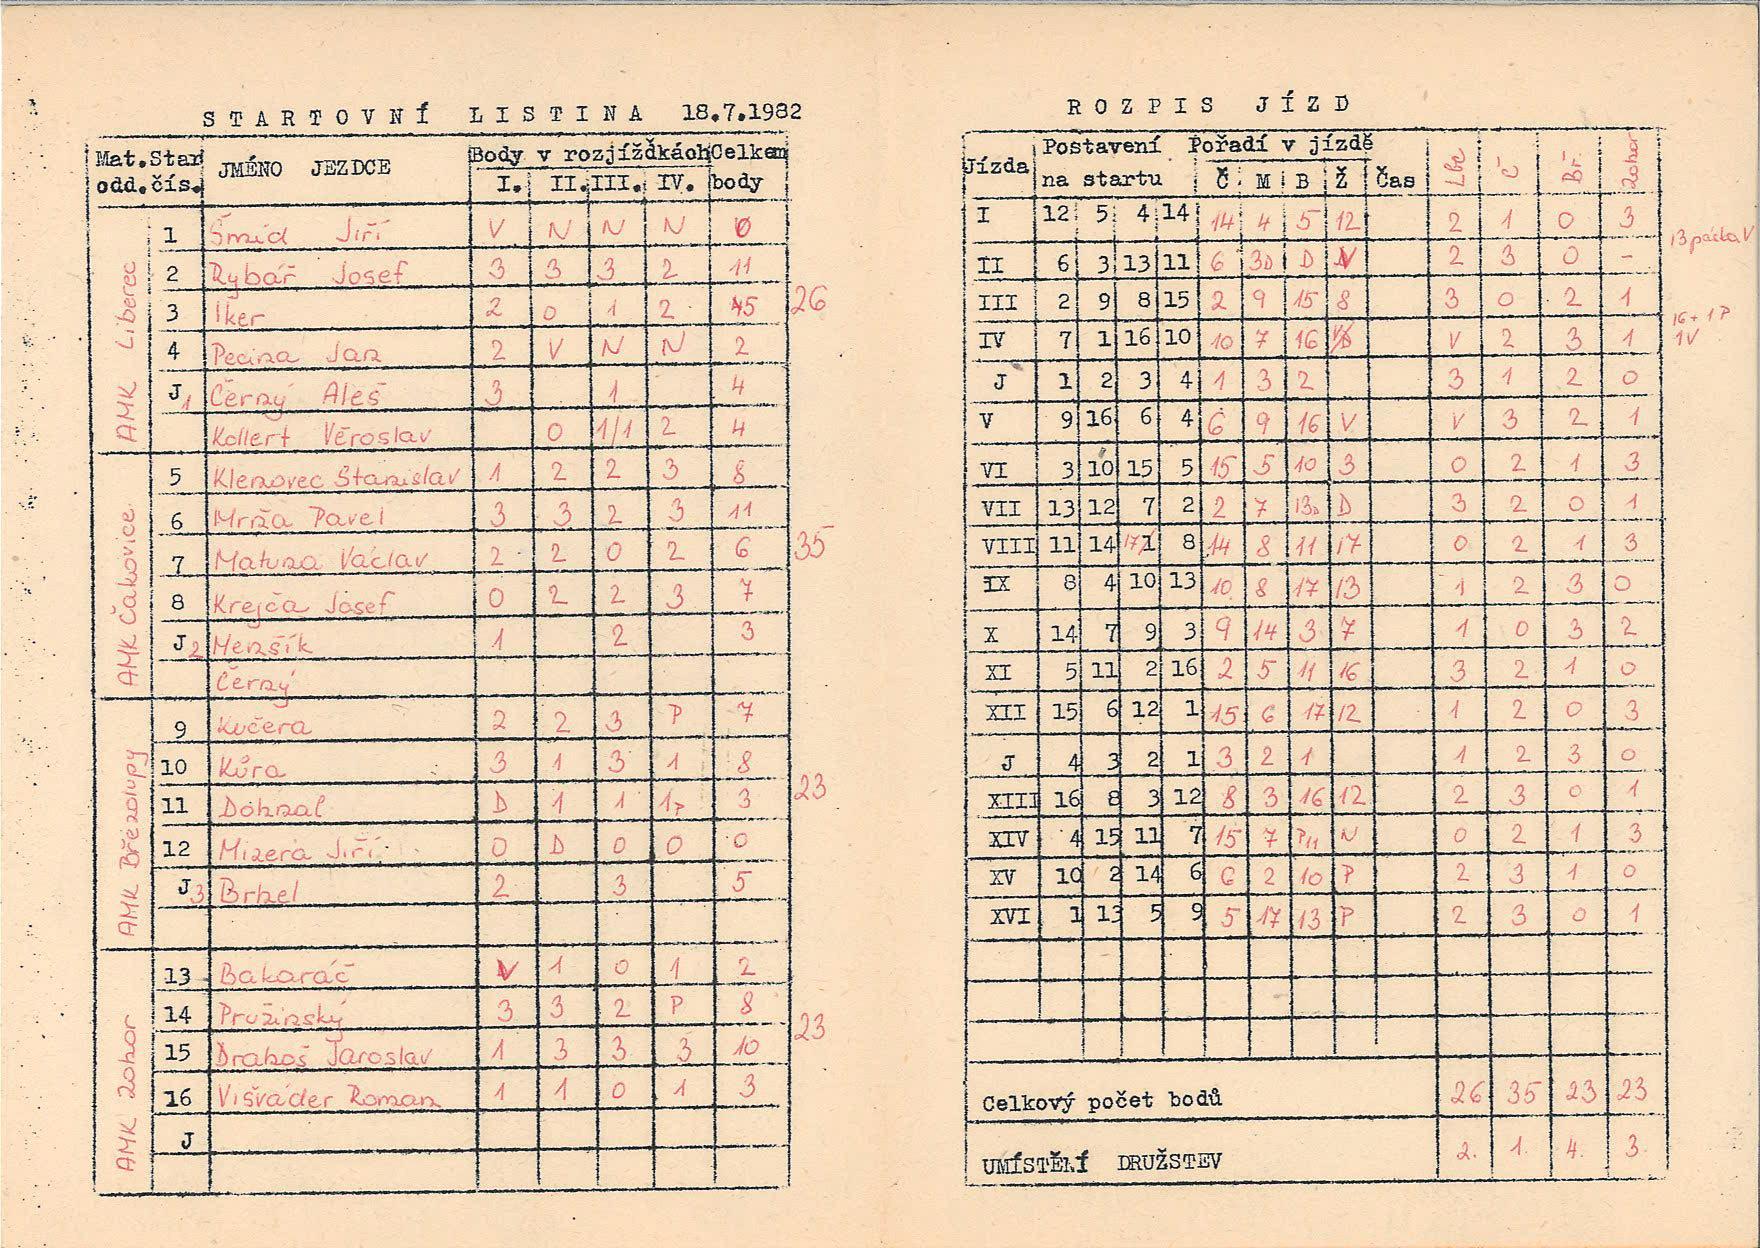 STARTOVNÍ LISTINA 18.7.1982
Mat. Star JMÉNO JEZDCE Body v rozjížďkách Celkem
odd. čís. I. II. III. IV. body
AMK Liberec
1 Šmíd Jiří V N N N 0
2 Rybář Josef 3 3 3 2 11
3 Iker 2 0 1 2 5 26
4 Pecina Jan 2 V N N 2
J1 Černý Aleš 3 1 4
Kollert Věroslav 0 1/1 2 4
AMK Čakovice
5 Klenovec Stanislav 1 2 2 3 8
6 Mrňa Pavel 3 3 2 3 11
7 Matuna Václav 2 2 0 2 6 35
8 Krejča Josef 0 2 2 3 7
J2 Menšík 1 2 3
Černý
AMK Březolupy
9 Kučera 2 2 3 P 7
10 Kůra 3 1 3 1 8
11 Dohnal D 1 1 1P 3 23
12 Mizera Jiří 0 D 0 0 0
J3 Brhel 2 3 5
AMK Zohor
13 Bakaráč V 1 0 1 2
14 Pružinský 3 3 2 P 8 23
15 Drahoš Jaroslav 1 3 3 3 10
16 Višváder Roman 1 1 0 1 3
J
ROZPIS JÍZD
Jízda Postavení Pořadí v jízdě Lbc Č Bř. Zohor
na startu Č. M B Ž Čas
I 12 5 4 14 14 4 5 12 2 1 0 3
13 páska V
II 6 3 13 11 6 3D D N 2 3 0 -
III 2 9 8 15 2 9 15 8 3 0 2 1
16 + 1P
IV 7 1 16 10 10 7 16 V 2 3 1
1V
J 1 2 3 4 1 3 2 3 1 2 0
V 9 16 6 4 6 9 16 V V 3 2 1
VI 3 10 15 5 15 5 10 3 0 2 1 3
VII 13 12 7 2 2 7 13D D 3 2 0 1
VIII 11 14 17/1 8 14 8 11 17 0 2 1 3
IX 8 4 10 13 10 8 17 13 1 2 3 0
X 14 7 9 3 9 14 3 7 1 0 3 2
XI 5 11 2 16 2 5 11 16 3 2 1 0
XII 15 6 12 1 15 6 17 12 1 2 0 3
J 4 3 2 1 3 2 1 1 2 3 0
XIII 16 8 3 12 8 3 16 12 2 3 0 1
XIV 4 15 11 7 15 7 P11 N 0 2 1 3
XV 10 2 14 6 6 2 10 P 2 3 1 0
XVI 1 13 5 9 5 17 13 P 2 3 0 1
Celkový počet bodů 26 35 23 23
UMÍSTĚNÍ DRUŽSTEV 2. 1. 4. 3.